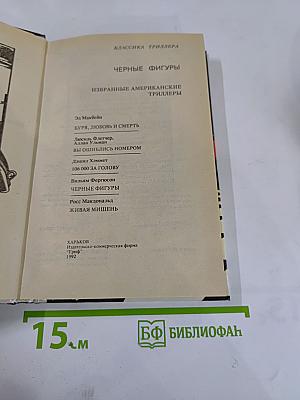 КЛАССИКА ТРИЛЛЕРА
ЧЕРНЫЕ ФИГУРЫ
ИЗБРАННЫЕ АМЕРИКАНСКИЕ
ТРИЛЛЕРЫ
Эд Макбейн
БУРЯ, ЛЮБОВЬ И СМЕРТЬ
Люсиль Флетчер,
Аллан Ульман
ВЫ ОШИБЛИСЬ НОМЕРОМ
Дэшил Хэммет
106 000 ЗА ГОЛОВУ
Вильям Фергюсон
ЧЕРНЫЕ ФИГУРЫ
Росс Макдональд
ЖИВАЯ МИШЕНЬ
ХАРЬКОВ
Издательско-коммерческая фирма
"Гриф"
1992
15 см
БФ БИБЛИОФАН